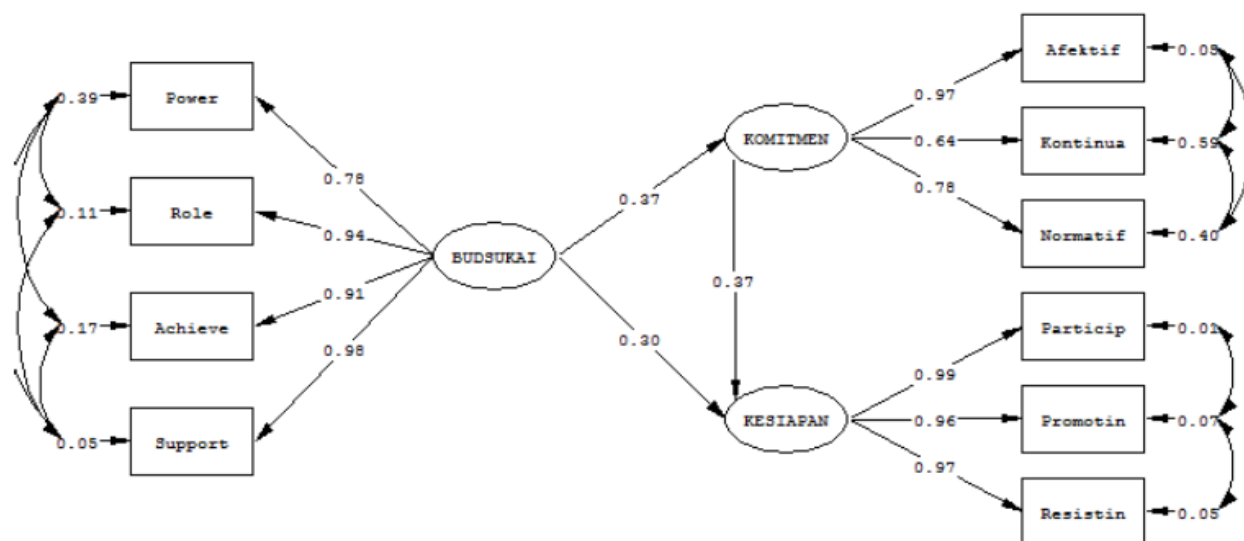 0.39
Power
0.78
0.11
Role
0.94
BUDSUKAI
0.91
0.17
Achieve
0.98
0.05
Support
0.37
0.30
KOMITMEN
0.37
KESIAPAN
0.97
0.64
0.78
Afektif
Kontinua
0.59
Normatif
0.40
0.99
0.96
0.97
Particip
0.01
Promotin
0.07
Resistin
0.05